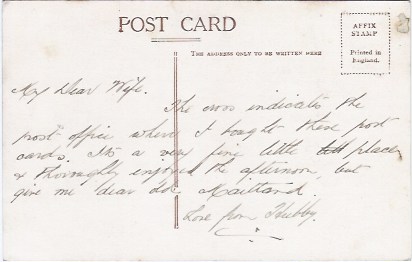 POST CARD
THE ADDRESS ONLY TO BE WRITTEN HERE
AFFIX
STAMP
Printed in
England.
My Dear Wife.
The cross indicates the
post office where I bought these post
cards. Its a very fine little place
& thoroughly enjoyed the afternoon, but
give me dear old Maitland.
Love from Hubby.